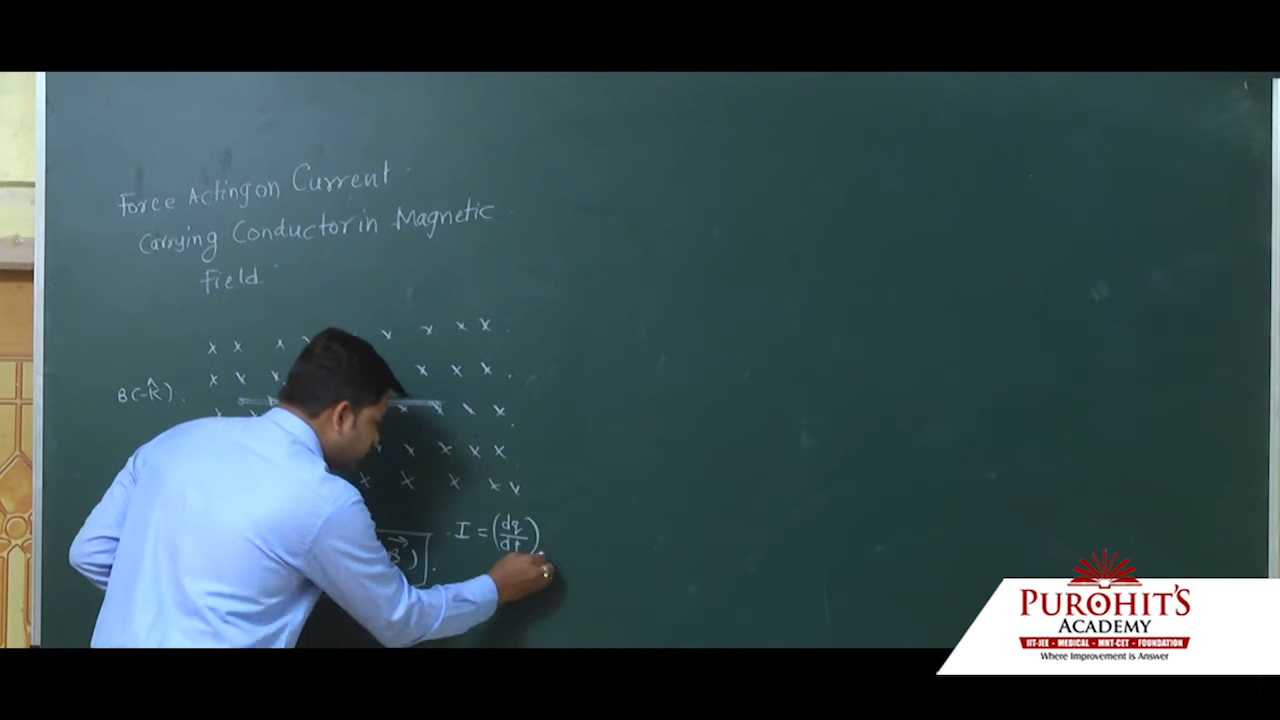 Force Acting on Current
Carrying Conductor in Magnetic
field
x x x x x x x
x x x x x x
B(-k̂).
x x x x x
x x x x x
x x x x x
B⃗)].
I = (dq/dt)
PUROHIT'S
ACADEMY
IIT-JEE - MEDICAL - MHT-CET - FOUNDATION
Where Improvement is Answer